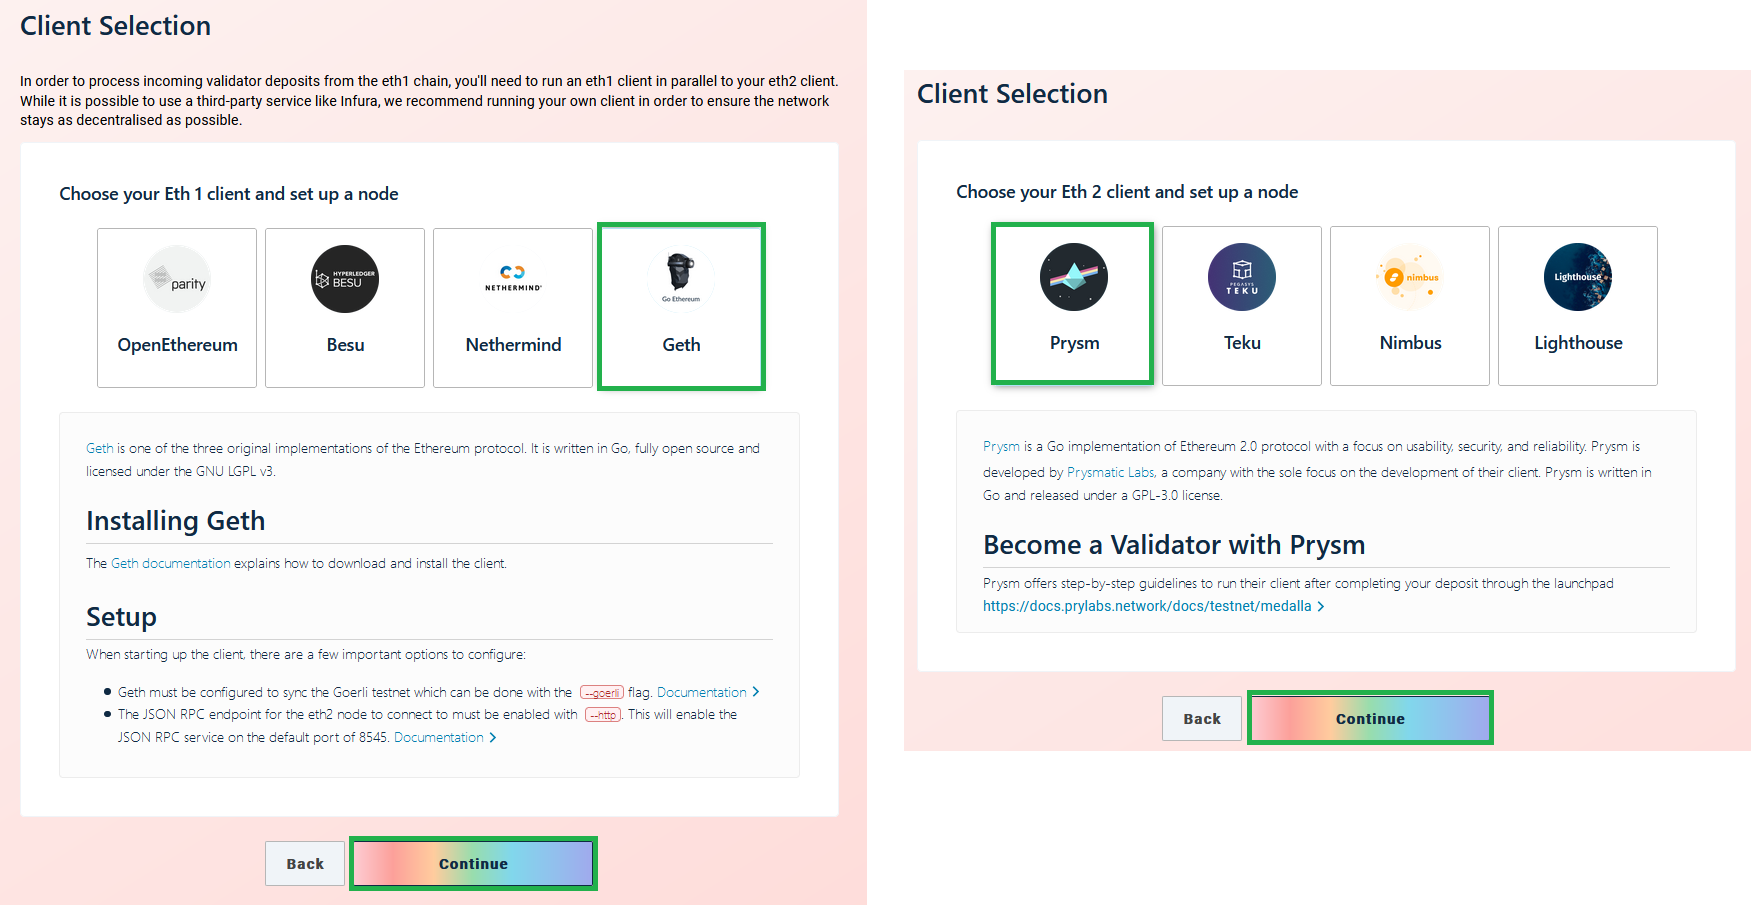 Client Selection
In order to process incoming validator deposits from the eth1 chain, you'll need to run an eth1 client in parallel to your eth2 client.
While it is possible to use a third-party service like Infura, we recommend running your own client in order to ensure the network
stays as decentralised as possible.
Choose your Eth 1 client and set up a node
parity
OpenEthereum
HYPERLEDGER
BESU
Besu
NETHERMIND
Nethermind
Go Ethereum
Geth
Geth is one of the three original implementations of the Ethereum protocol. It is written in Go, fully open source and
licensed under the GNU LGPL v3.
Installing Geth
The Geth documentation explains how to download and install the client.
Setup
When starting up the client, there are a few important options to configure:
• Geth must be configured to sync the Goerli testnet which can be done with the --goerli flag. Documentation >
• The JSON RPC endpoint for the eth2 node to connect to must be enabled with --http. This will enable the
JSON RPC service on the default port of 8545. Documentation >
Back
Continue
Client Selection
Choose your Eth 2 client and set up a node
Prysm
PEGASYS
TEKU
Teku
nimbus
Nimbus
Lighthouse
Lighthouse
Prysm is a Go implementation of Ethereum 2.0 protocol with a focus on usability, security, and reliability. Prysm is
developed by Prysmatic Labs, a company with the sole focus on the development of their client. Prysm is written in
Go and released under a GPL-3.0 license.
Become a Validator with Prysm
Prysm offers step-by-step guidelines to run their client after completing your deposit through the launchpad
https://docs.prylabs.network/docs/testnet/medalla >
Back
Continue